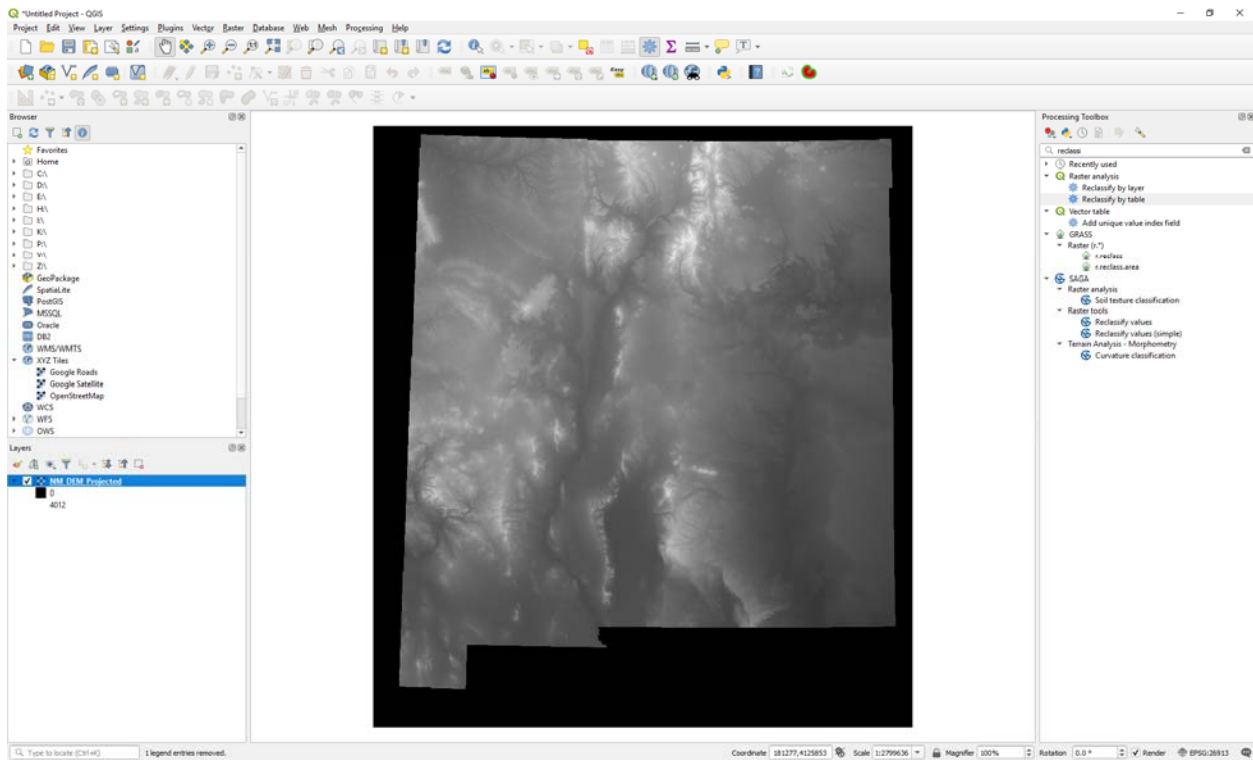 *Untitled Project - QGIS
Project Edit View Layer Settings Plugins Vector Raster Database Web Mesh Processing Help
Browser
Favorites
Home
C:\
D:\
E:\
H:\
I:\
K:\
P:\
V:\
Z:\
GeoPackage
SpatiaLite
PostGIS
MSSQL
Oracle
DB2
WMS/WMTS
XYZ Tiles
Google Roads
Google Satellite
OpenStreetMap
WCS
WFS
OWS
Layers
NM_DEM_Projected
0
4012
Processing Toolbox
reclassi
Recently used
Raster analysis
Reclassify by layer
Reclassify by table
Vector table
Add unique value index field
GRASS
Raster (r.*)
r.reclass
r.reclass.area
SAGA
Raster analysis
Soil texture classification
Raster tools
Reclassify values
Reclassify values (simple)
Terrain Analysis - Morphometry
Curvature classification
Type to locate (Ctrl+K) 1 legend entries removed. Coordinate 181277,4125853 Scale 1:2799636 Magnifier 100% Rotation 0.0 ° Render EPSG:26913